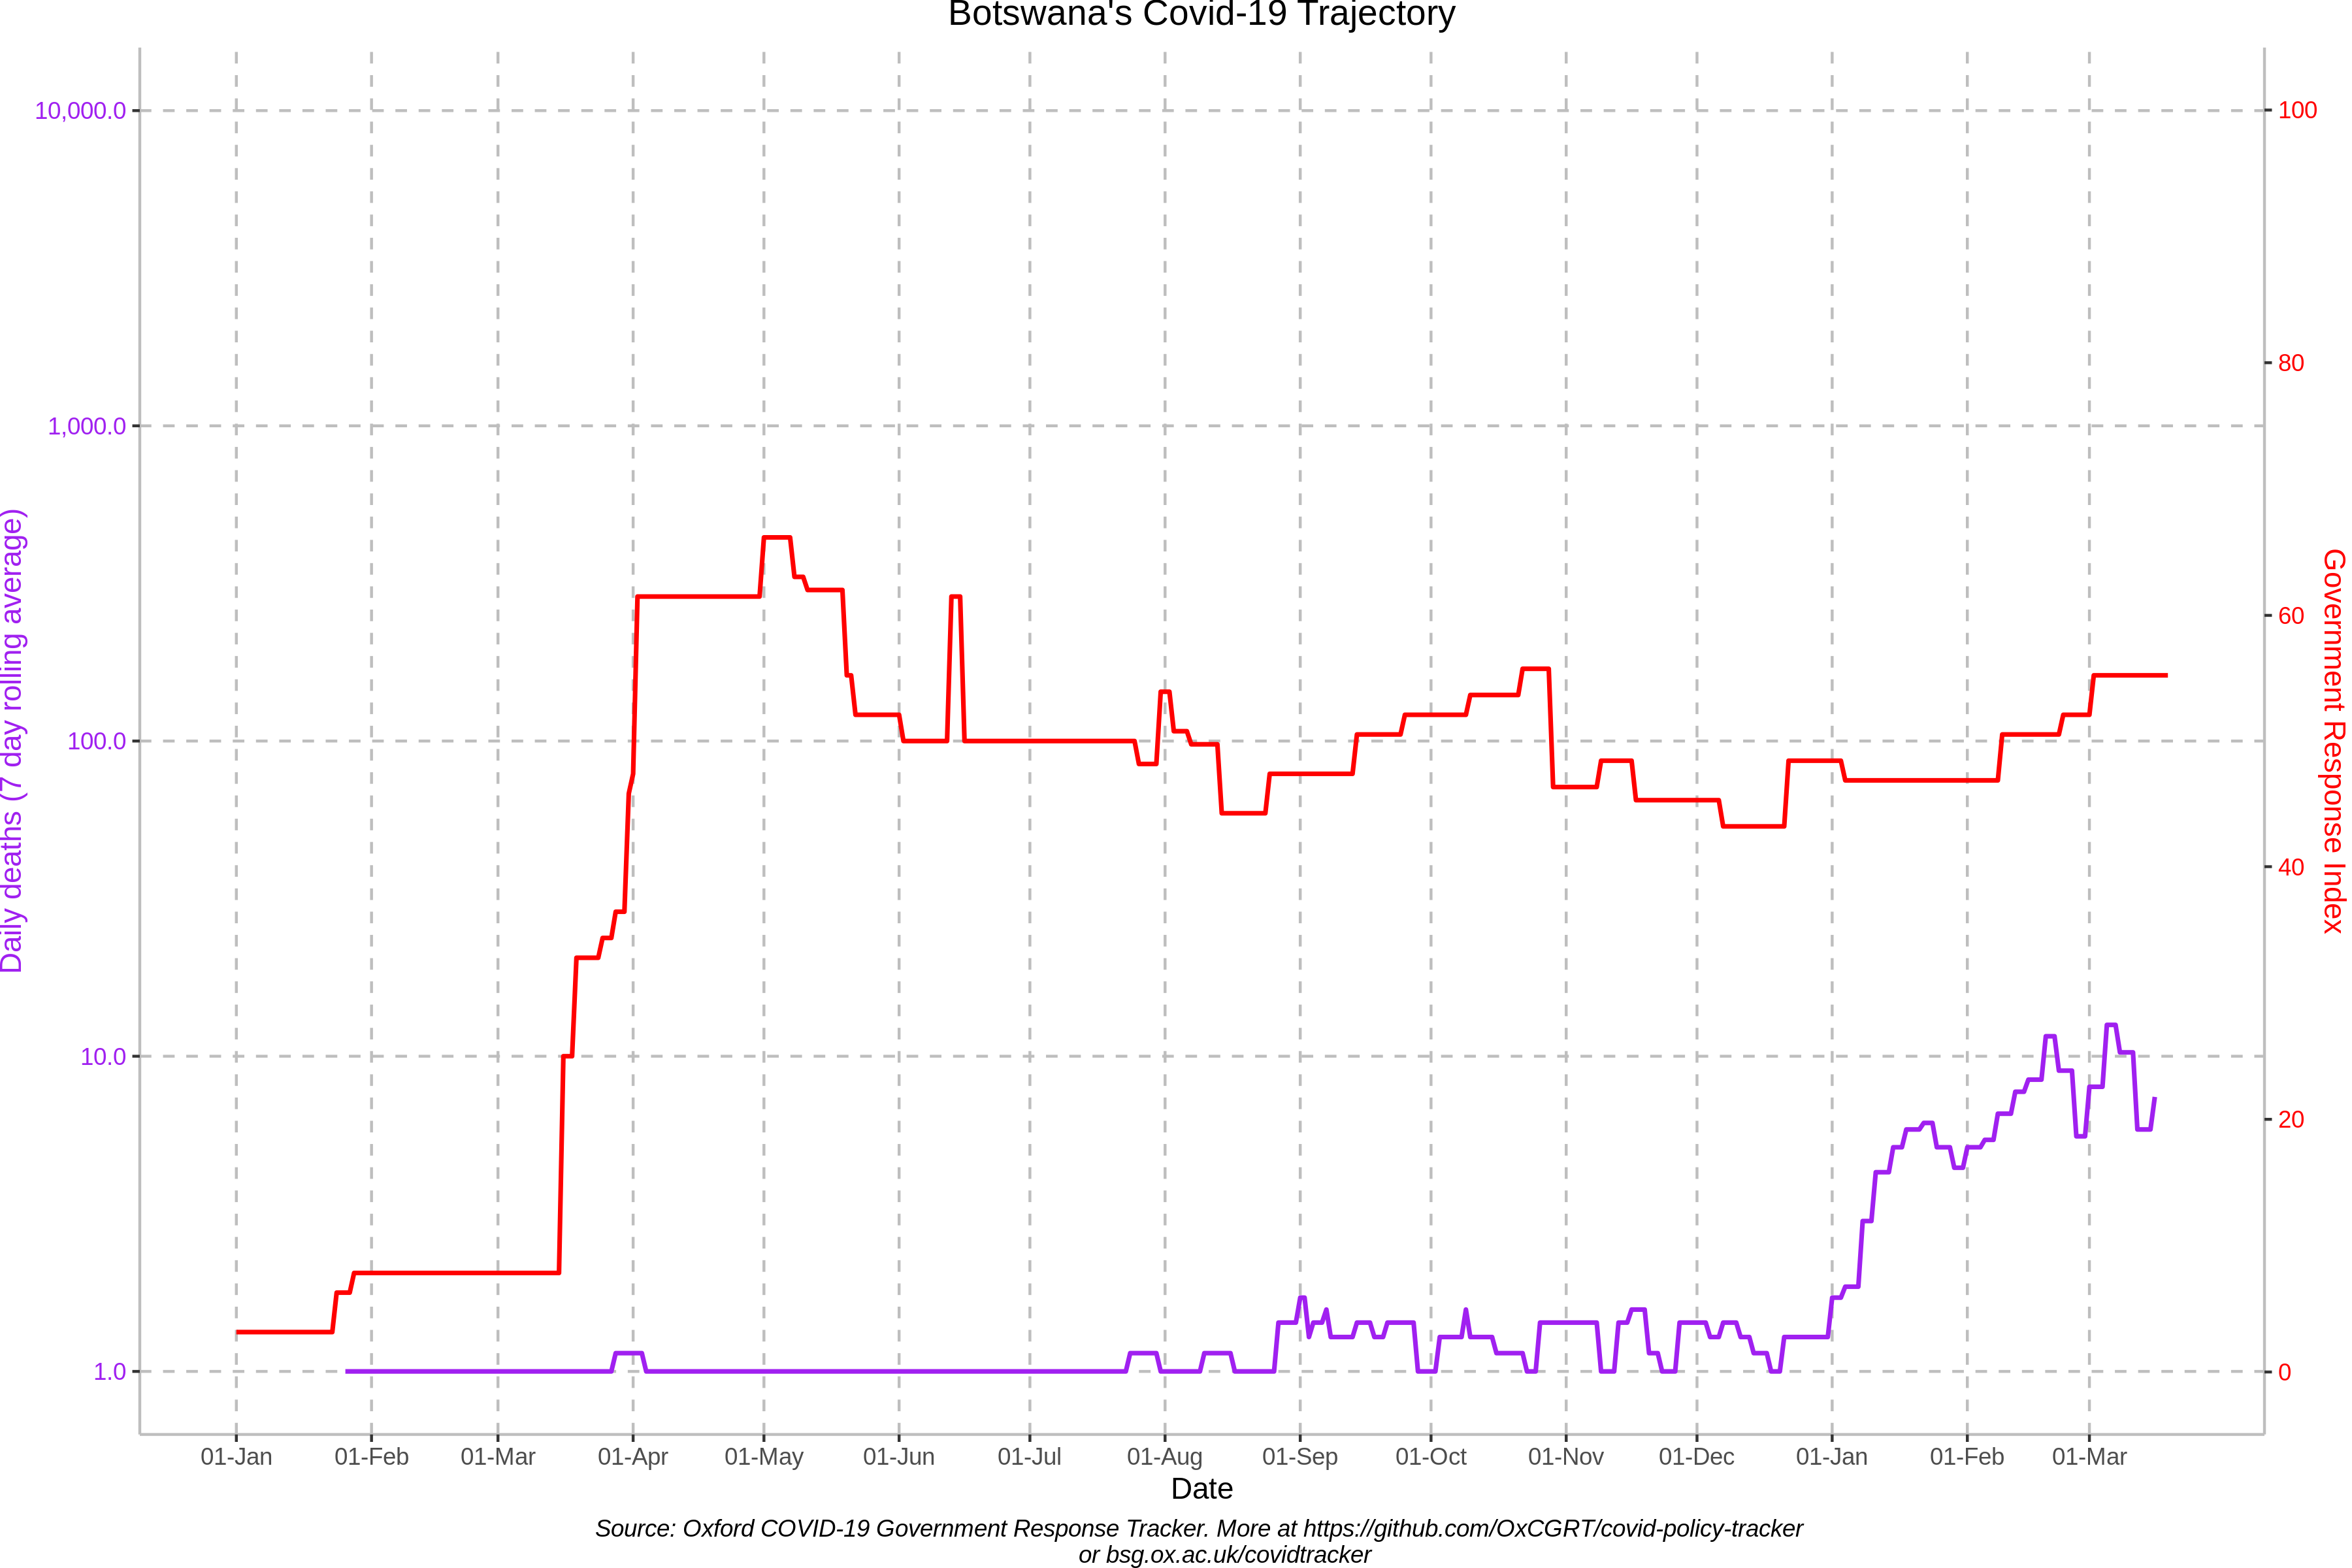 Botswana's Covid-19 Trajectory
10,000.0
1,000.0
100.0
10.0
1.0
Daily deaths (7 day rolling average)
100
80
60
40
20
0
Government Response Index
01-Jan 01-Feb 01-Mar 01-Apr 01-May 01-Jun 01-Jul 01-Aug 01-Sep 01-Oct 01-Nov 01-Dec 01-Jan 01-Feb 01-Mar
Date
Source: Oxford COVID-19 Government Response Tracker. More at https://github.com/OxCGRT/covid-policy-tracker
or bsg.ox.ac.uk/covidtracker